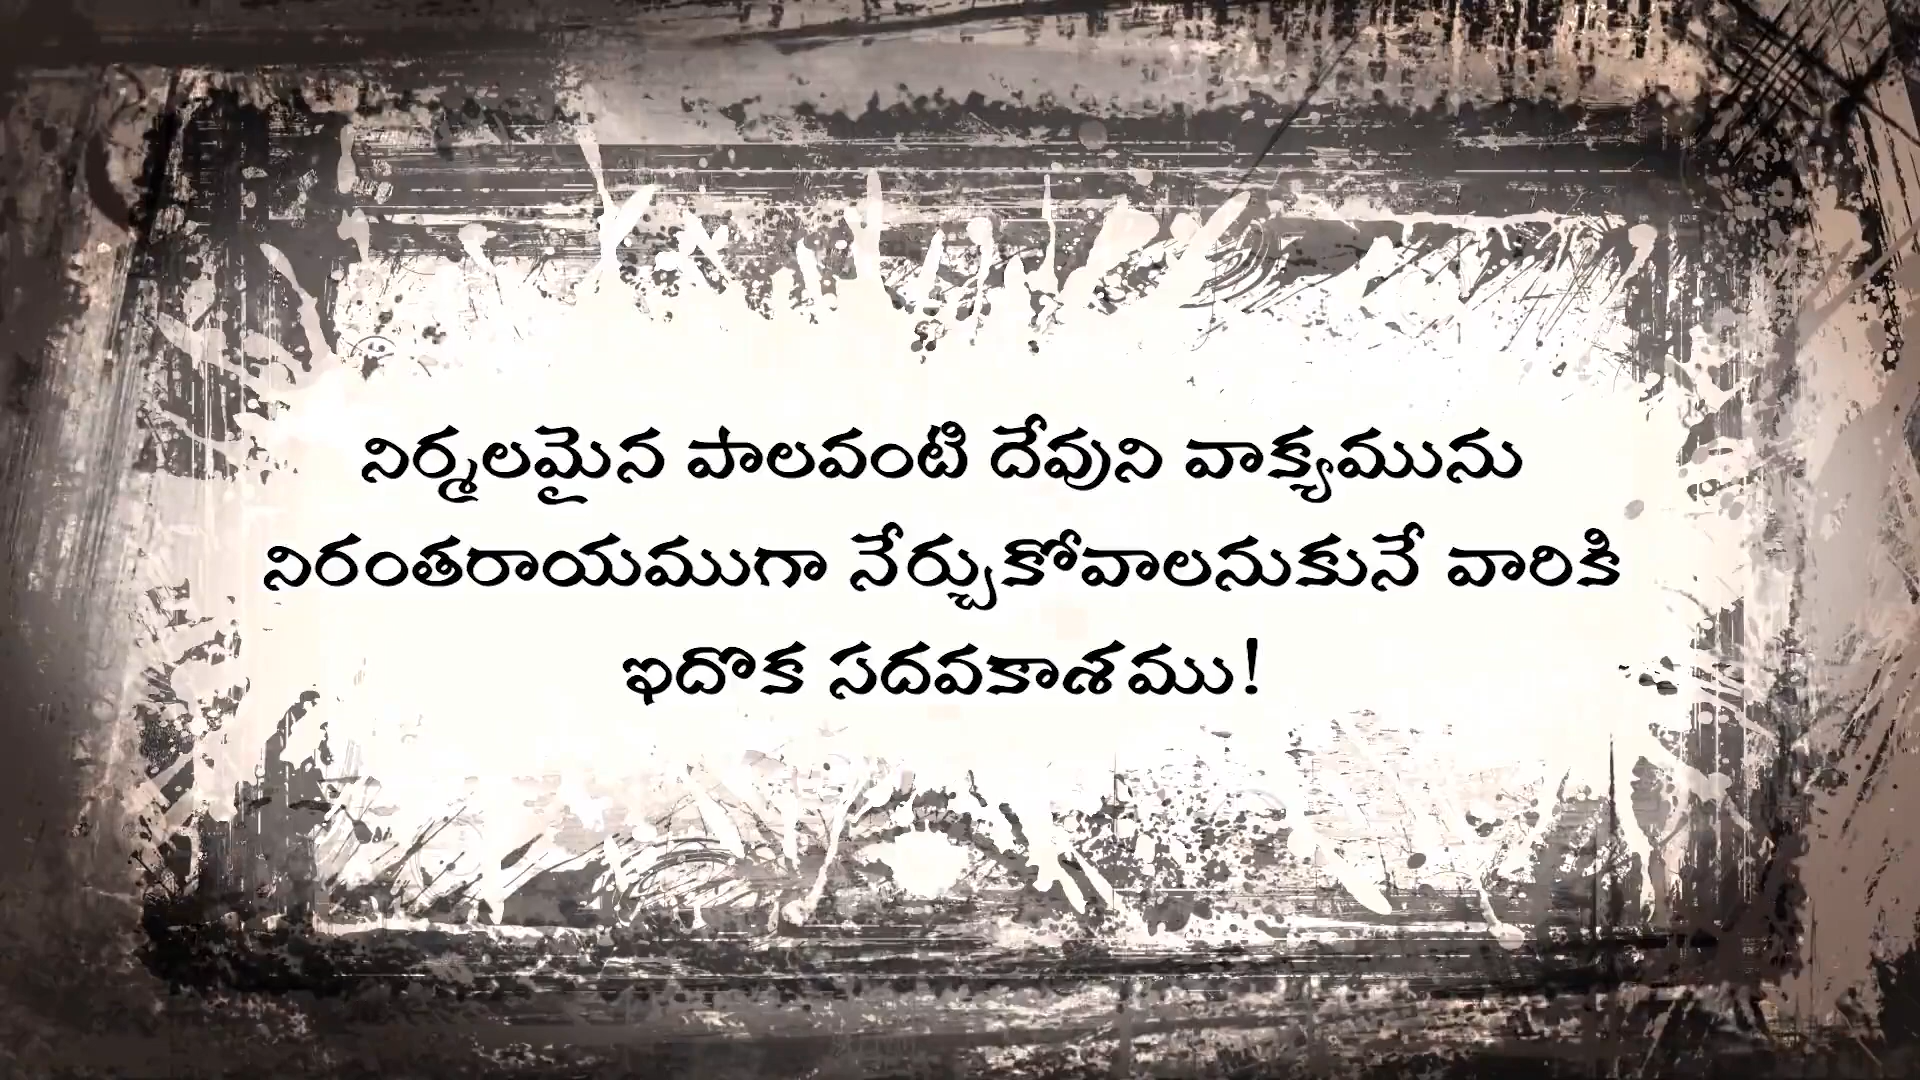 నిర్మలమైన పాలవంటి దేవుని వాక్యమును
నిరంతరాయముగా నేర్చుకోవాలనుకునే వారికి
ఇదొక సదవకాశము!